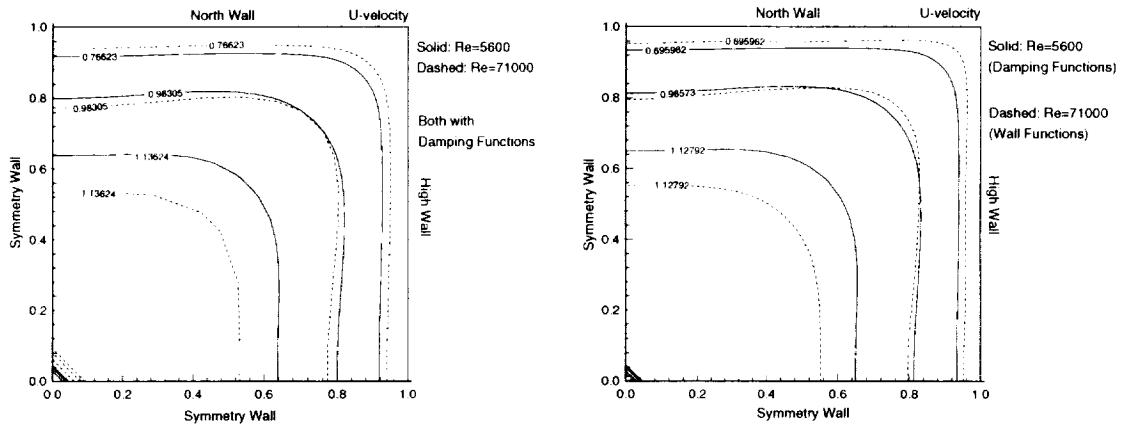 North Wall
U-velocity
1.0
0.8
0.6
0.4
0.2
0.0
0.0
0.2
0.4
0.6
0.8
1.0
Symmetry Wall
Symmetry Wall
High Wall
0.76623
0.76623
0.98305
0.98305
1.13624
1.13624
Solid: Re=5600
Dashed: Re=71000
Both with
Damping Functions
North Wall
U-velocity
1.0
0.8
0.6
0.4
0.2
0.0
0.0
0.2
0.4
0.6
0.8
1.0
Symmetry Wall
Symmetry Wall
High Wall
0.695962
0.695962
0.98573
1.12792
1.12792
Solid: Re=5600
(Damping Functions)
Dashed: Re=71000
(Wall Functions)